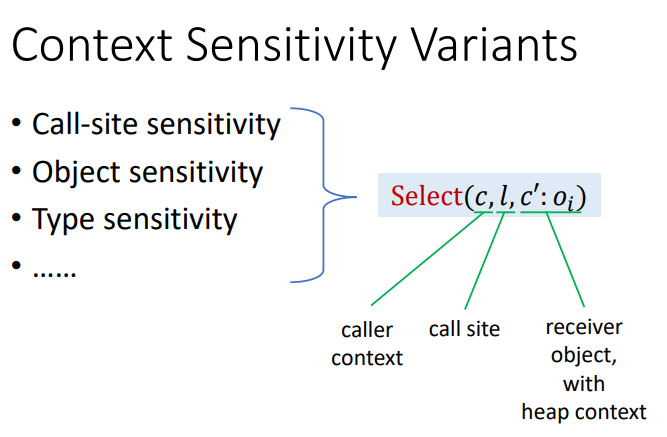 Context Sensitivity Variants
• Call-site sensitivity
• Object sensitivity
• Type sensitivity
• ……
Select(c, l, c′: oᵢ)
caller
context
call site
receiver
object,
with
heap context